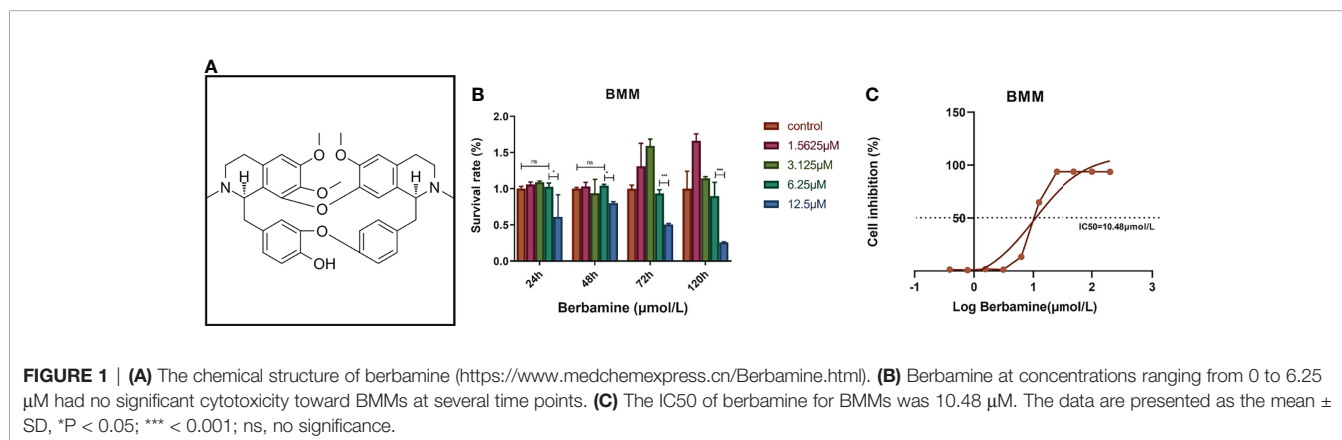 A
O
O
H
H
N
N
O
O
O
OH
B
BMM
Survival rate (%)
2.0
1.5
1.0
0.5
0.0
ns
*
ns
*
***
***
24h
48h
72h
120h
Berbamine (μmol/L)
control
1.5625μM
3.125μM
6.25μM
12.5μM
C
BMM
Cell inhibition (%)
150
100
50
IC50=10.48μmol/L
-1
0
1
2
3
Log Berbamine(μmol/L)
FIGURE 1 | (A) The chemical structure of berbamine (https://www.medchemexpress.cn/Berbamine.html). (B) Berbamine at concentrations ranging from 0 to 6.25
μM had no significant cytotoxicity toward BMMs at several time points. (C) The IC50 of berbamine for BMMs was 10.48 μM. The data are presented as the mean ±
SD, *P < 0.05; *** < 0.001; ns, no significance.